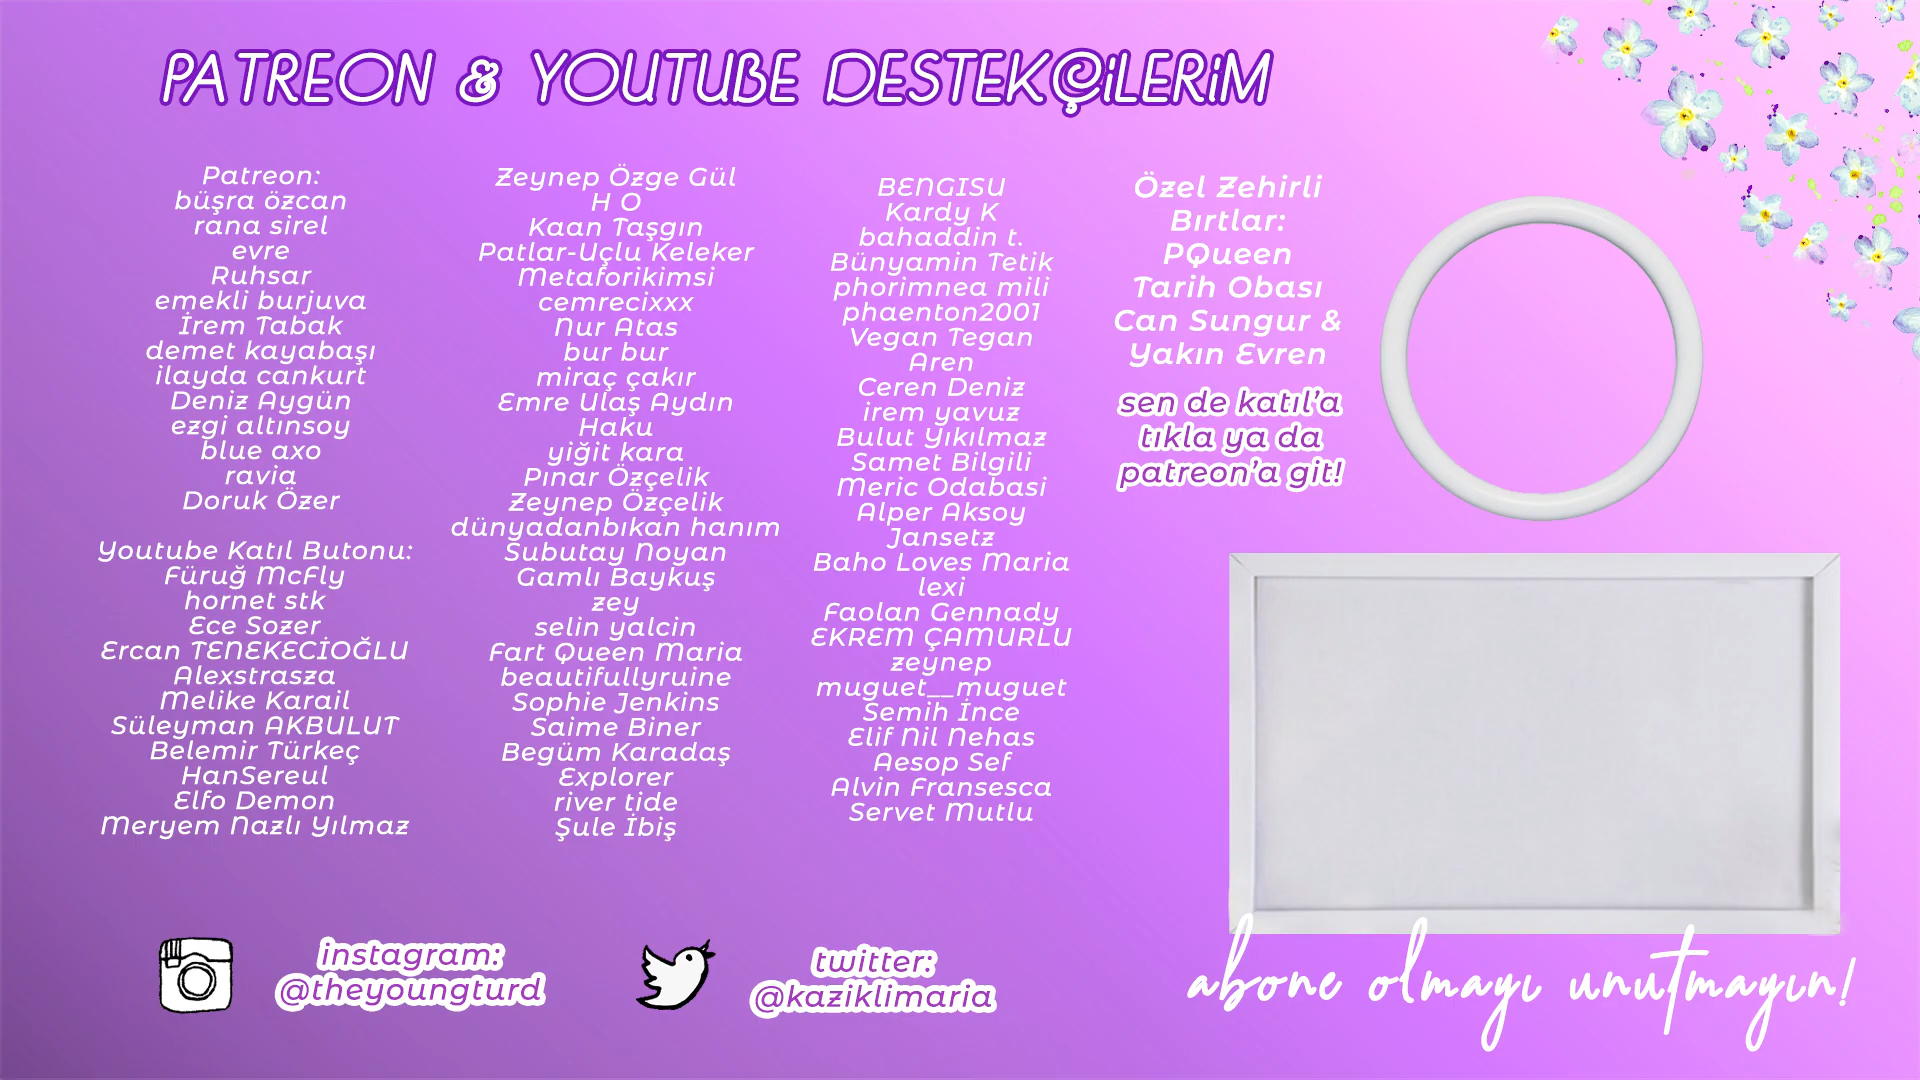 PATREON & YOUTUBE DESTEKÇİLERİM
Patreon:
büşra özcan
rana sirel
evre
Ruhsar
emekli burjuva
İrem Tabak
demet kayabaşı
ilayda cankurt
Deniz Aygün
ezgi altınsoy
blue axo
ravia
Doruk Özer
Youtube Katıl Butonu:
Füruğ McFly
hornet stk
Ece Sozer
Ercan TENEKECİOĞLU
Alexstrasza
Melike Karail
Süleyman AKBULUT
Belemir Türkeç
HanSereul
Elfo Demon
Meryem Nazlı Yılmaz
Zeynep Özge Gül
H O
Kaan Taşgın
Patlar-Uçlu Keleker
Metaforikimsi
cemrecixxx
Nur Atas
bur bur
miraç çakır
Emre Ulaş Aydın
Haku
yiğit kara
Pınar Özçelik
Zeynep Özçelik
dünyadanbıkan hanım
Subutay Noyan
Gamlı Baykuş
zey
selin yalcin
Fart Queen Maria
beautifullyruine
Sophie Jenkins
Saime Biner
Begüm Karadaş
Explorer
river tide
Şule İbiş
BENGISU
Kardy K
bahaddin t.
Bünyamin Tetik
phorimnea mili
phaenton2001
Vegan Tegan
Aren
Ceren Deniz
irem yavuz
Bulut Yıkılmaz
Samet Bilgili
Meric Odabasi
Alper Aksoy
Jansetz
Baho Loves Maria
lexi
Faolan Gennady
EKREM ÇAMURLU
zeynep
muguet__muguet
Semih İnce
Elif Nil Nehas
Aesop Sef
Alvin Fransesca
Servet Mutlu
Özel Zehirli
Bırtlar:
PQueen
Tarih Obası
Can Sungur &
Yakın Evren
sen de katıl'a
tıkla ya da
patreon'a git!
instagram:
@theyoungturd
twitter:
@kaziklimaria
abone olmayı unutmayın!